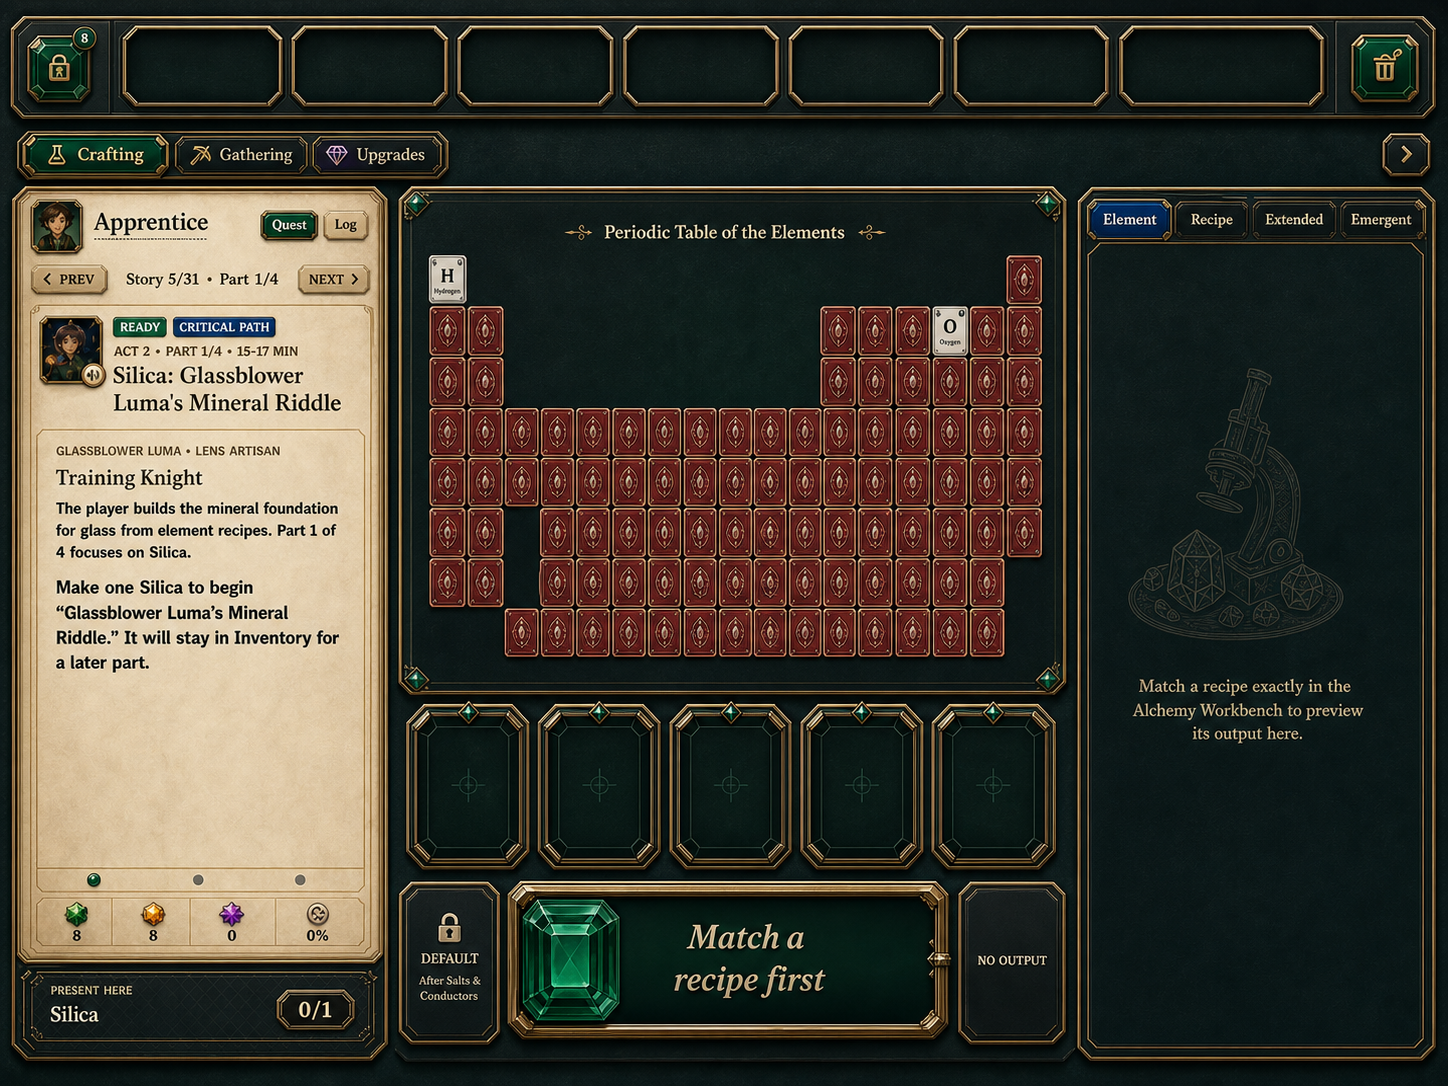 8
Crafting
Gathering
Upgrades
Apprentice
Quest
Log
PREV
Story 5/31 • Part 1/4
NEXT
READY
CRITICAL PATH
ACT 2 • PART 1/4 • 15-17 MIN
Silica: Glassblower
Luma's Mineral Riddle
GLASSBLOWER LUMA • LENS ARTISAN
Training Knight
The player builds the mineral foundation
for glass from element recipes. Part 1 of
4 focuses on Silica.
Make one Silica to begin
“Glassblower Luma’s Mineral
Riddle.” It will stay in Inventory for
a later part.
8
8
0
0%
PRESENT HERE
Silica
0/1
Periodic Table of the Elements
H
Hydrogen
O
Oxygen
DEFAULT
After Salts &
Conductors
Match a
recipe first
NO OUTPUT
Element
Recipe
Extended
Emergent
Match a recipe exactly in the
Alchemy Workbench to preview
its output here.